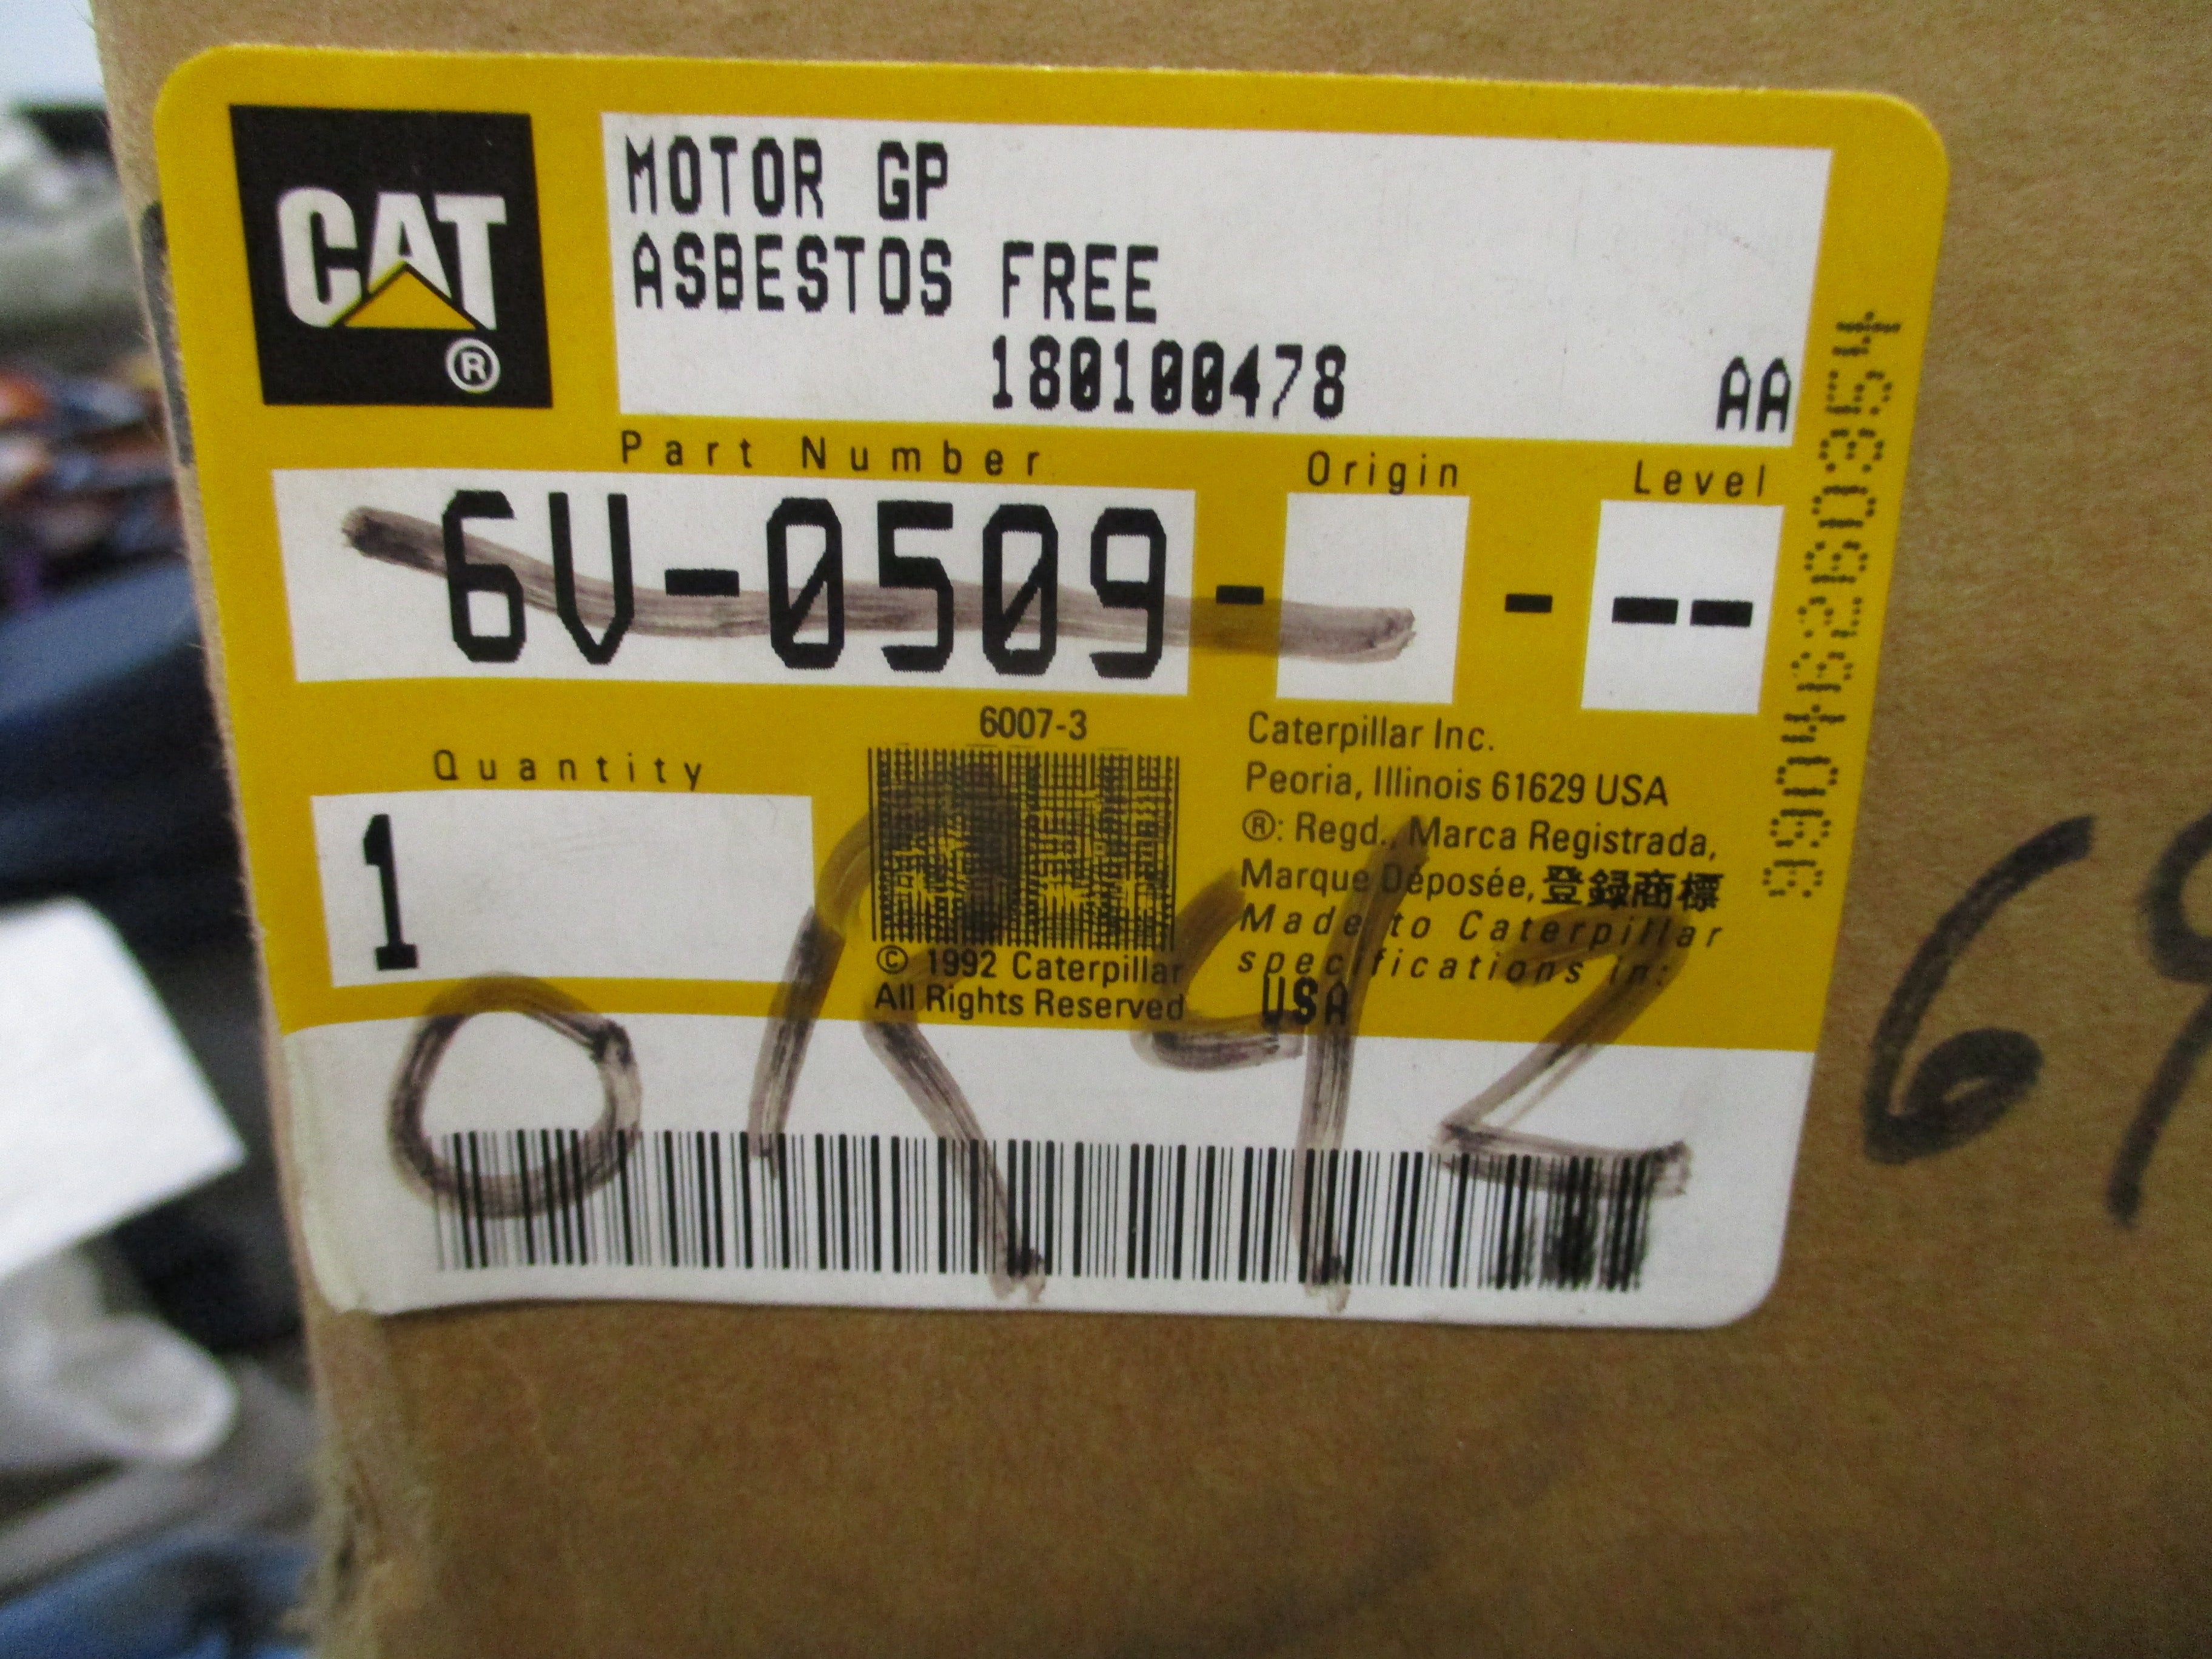 CAT
®
MOTOR GP
ASBESTOS FREE
180100478 AA
Part Number Origin Level
6V-0509 - - --
Quantity
1
6007-3
© 1992 Caterpillar
All Rights Reserved
Caterpillar Inc.
Peoria, Illinois 61629 USA
®: Regd., Marca Registrada,
Marque Déposée, 登録商標
Made to Caterpillar
specifications in:
USA
0R42 69